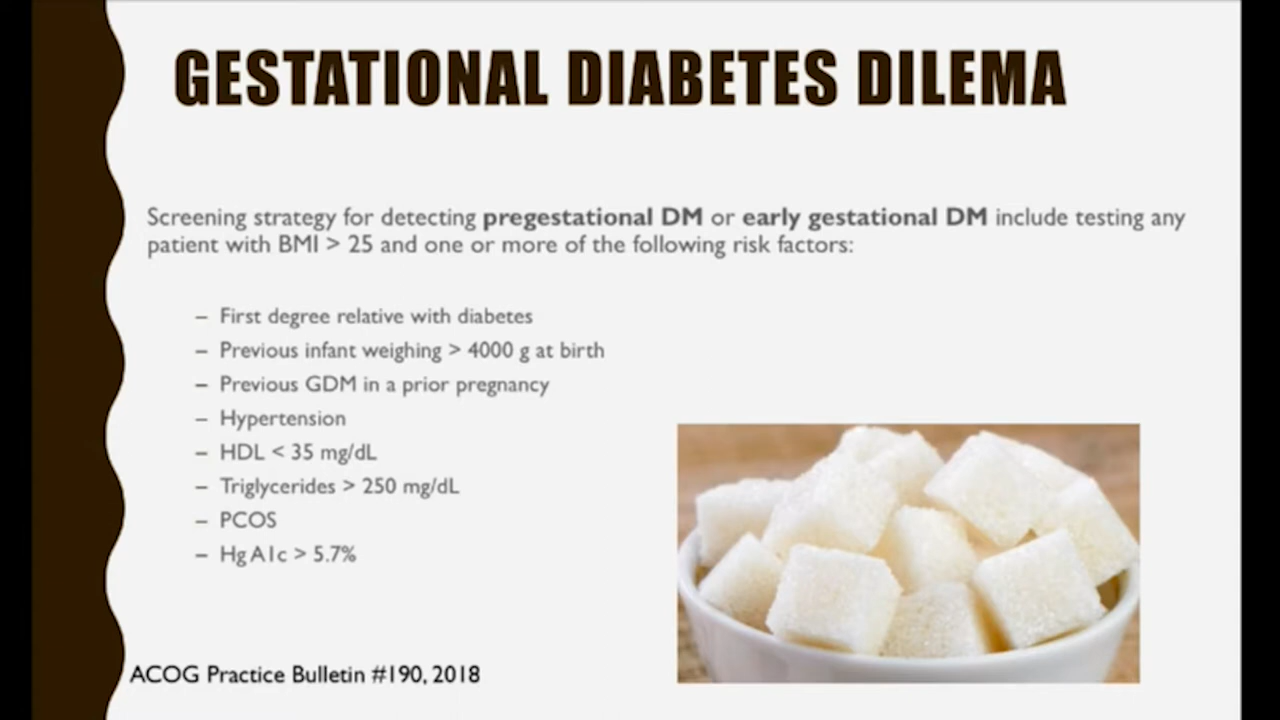 GESTATIONAL DIABETES DILEMA
Screening strategy for detecting pregestational DM or early gestational DM include testing any
patient with BMI > 25 and one or more of the following risk factors:
– First degree relative with diabetes
– Previous infant weighing > 4000 g at birth
– Previous GDM in a prior pregnancy
– Hypertension
– HDL < 35 mg/dL
– Triglycerides > 250 mg/dL
– PCOS
– Hg A1c > 5.7%
ACOG Practice Bulletin #190, 2018